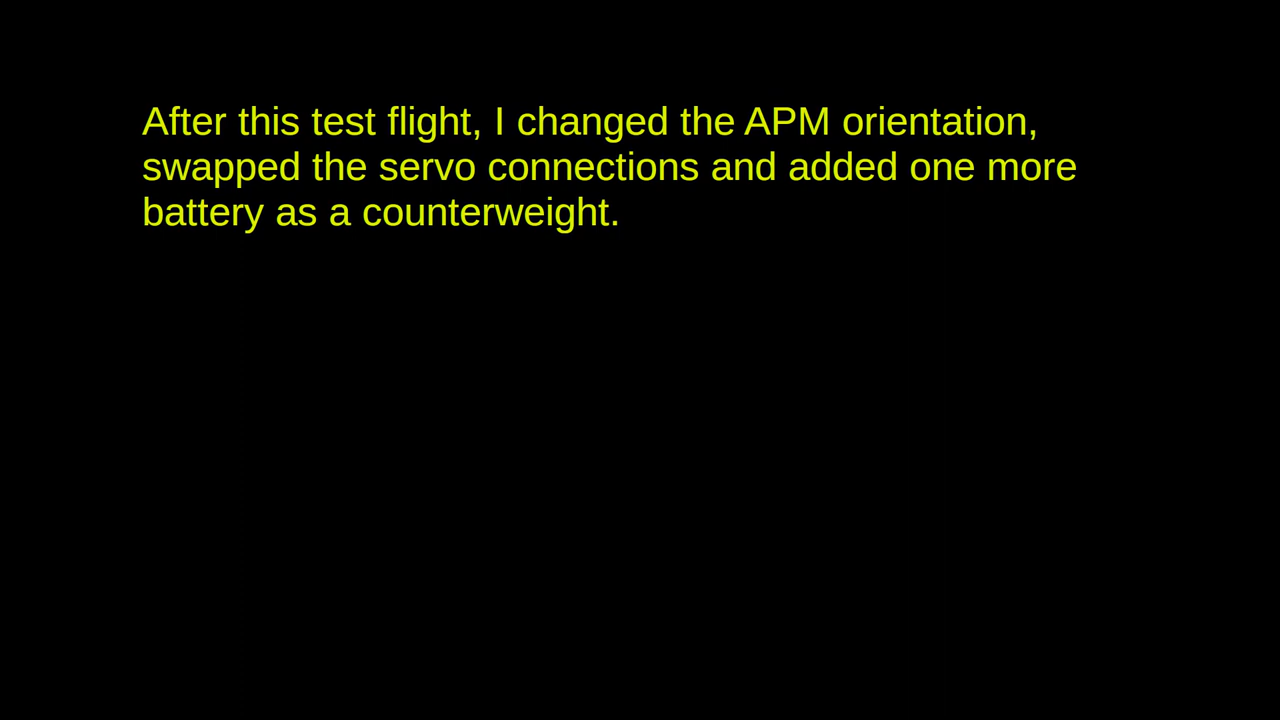 After this test flight, I changed the APM orientation,
swapped the servo connections and added one more
battery as a counterweight.